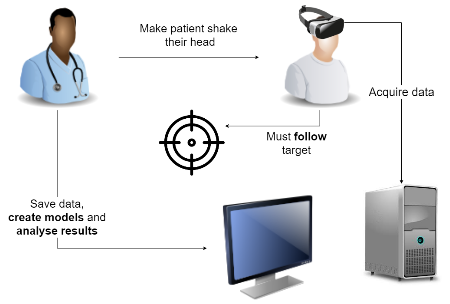 Make patient shake
their head
Acquire data
Must follow
target
Save data,
create models and
analyse results